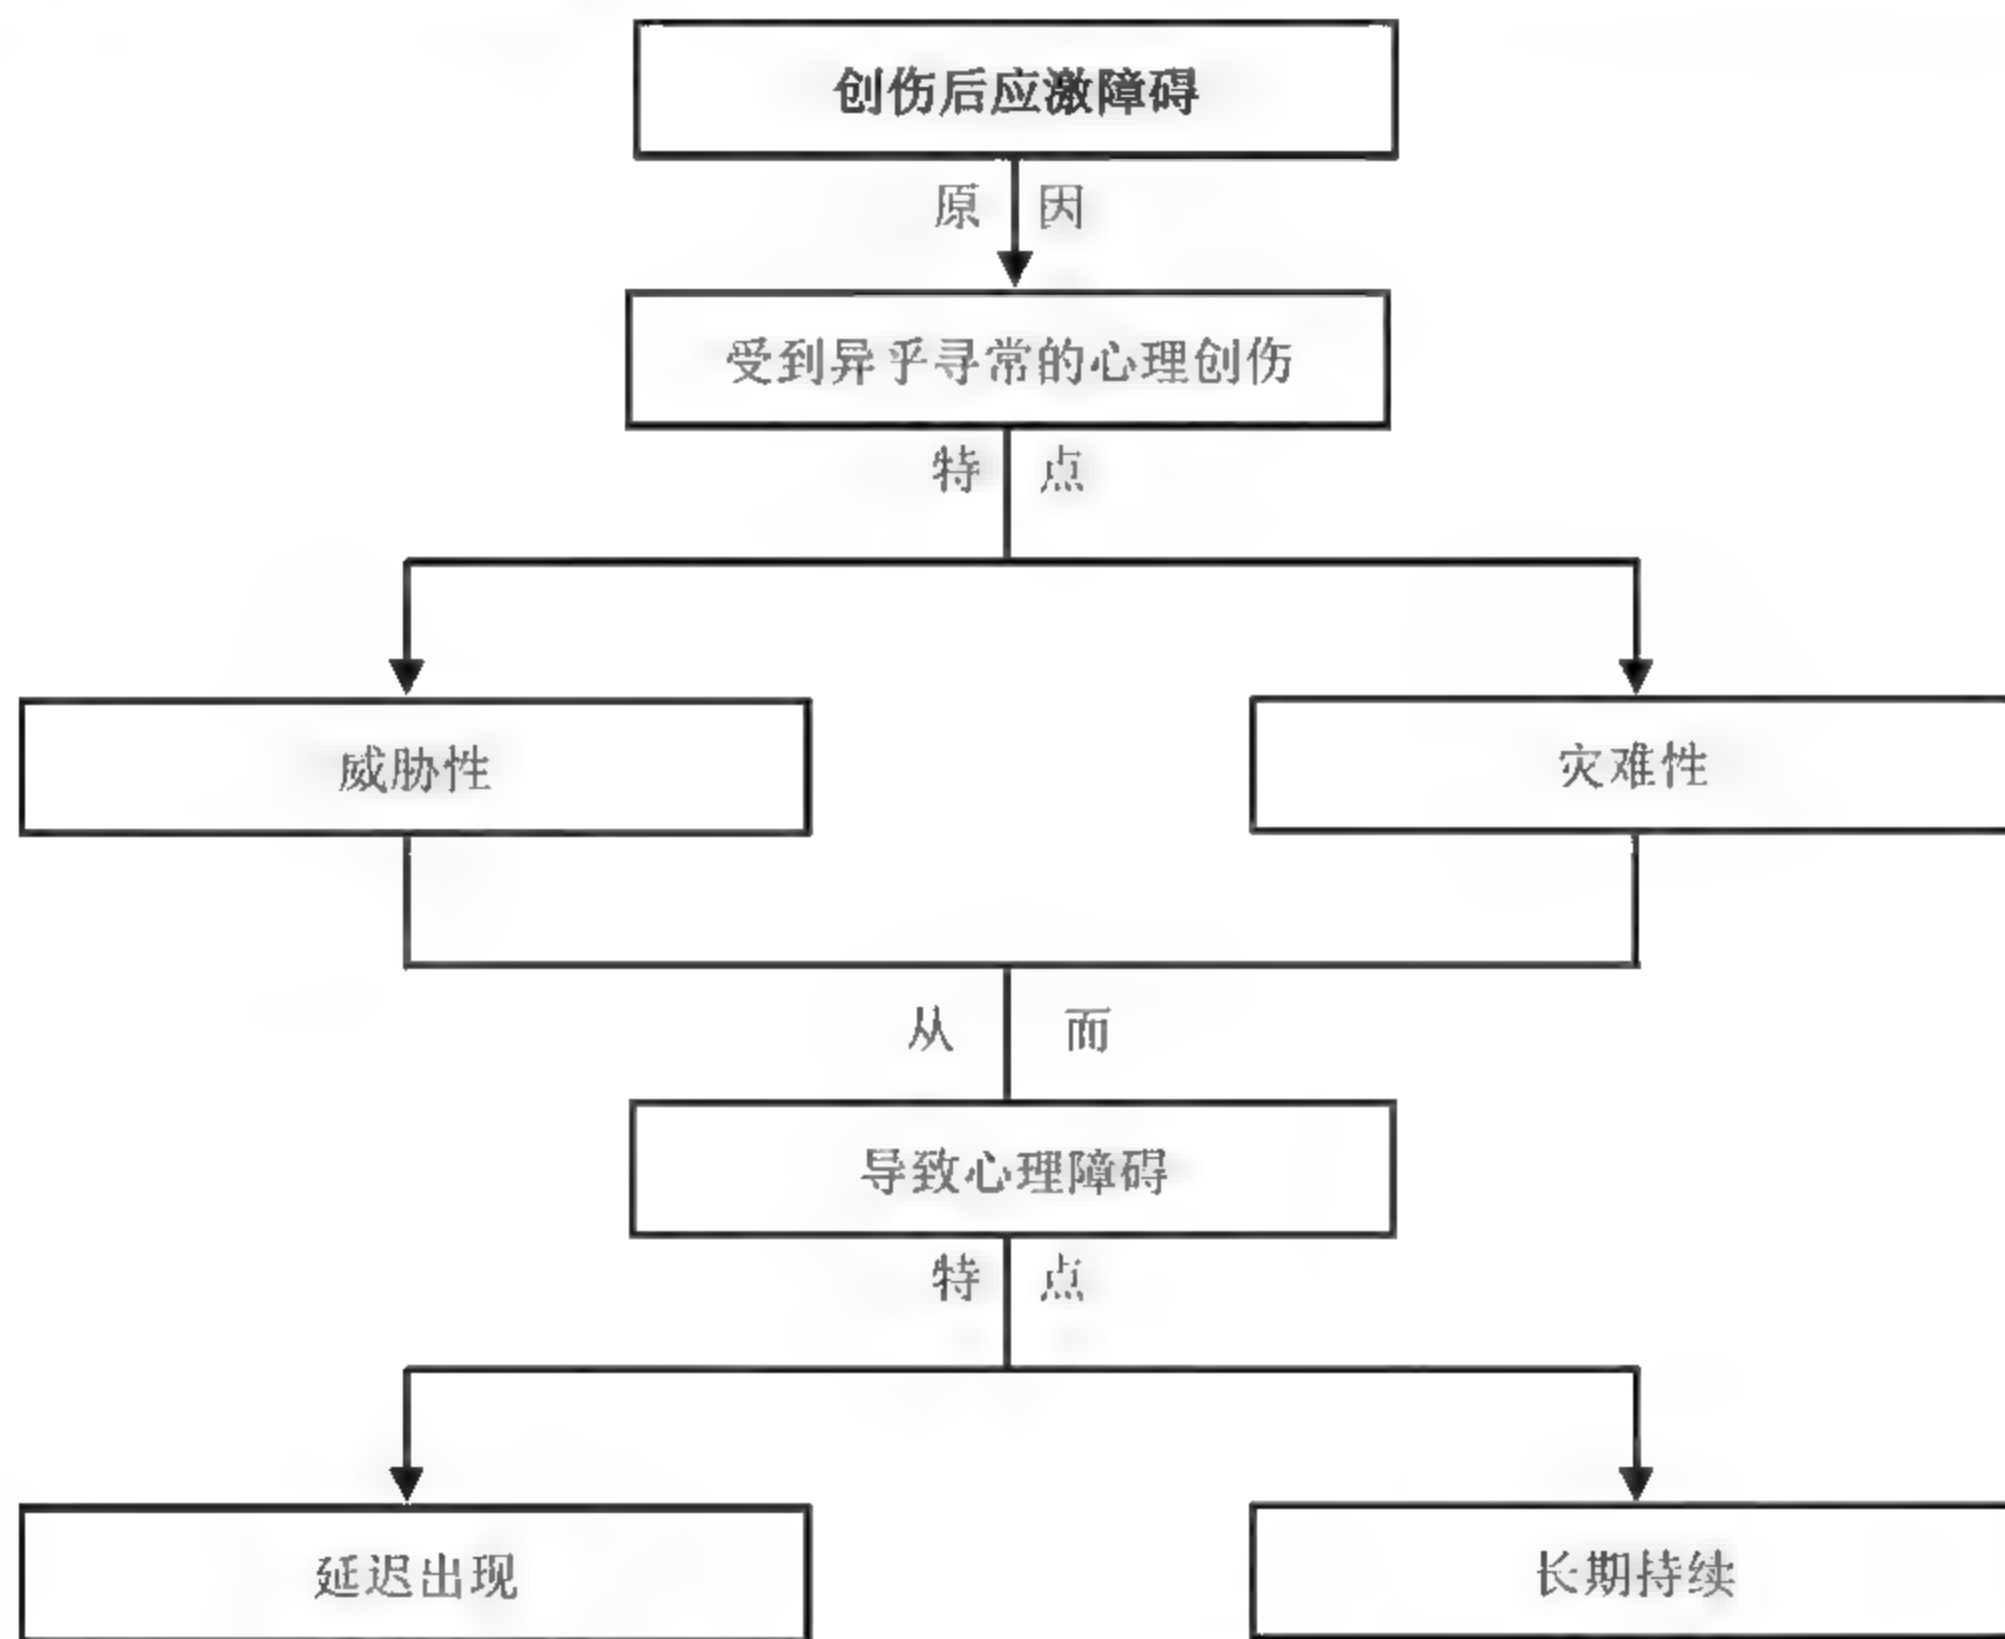 创伤后应激障碍
原因
受到异乎寻常的心理创伤
特点
威胁性
灾难性
从而
导致心理障碍
特点
延迟出现
长期持续